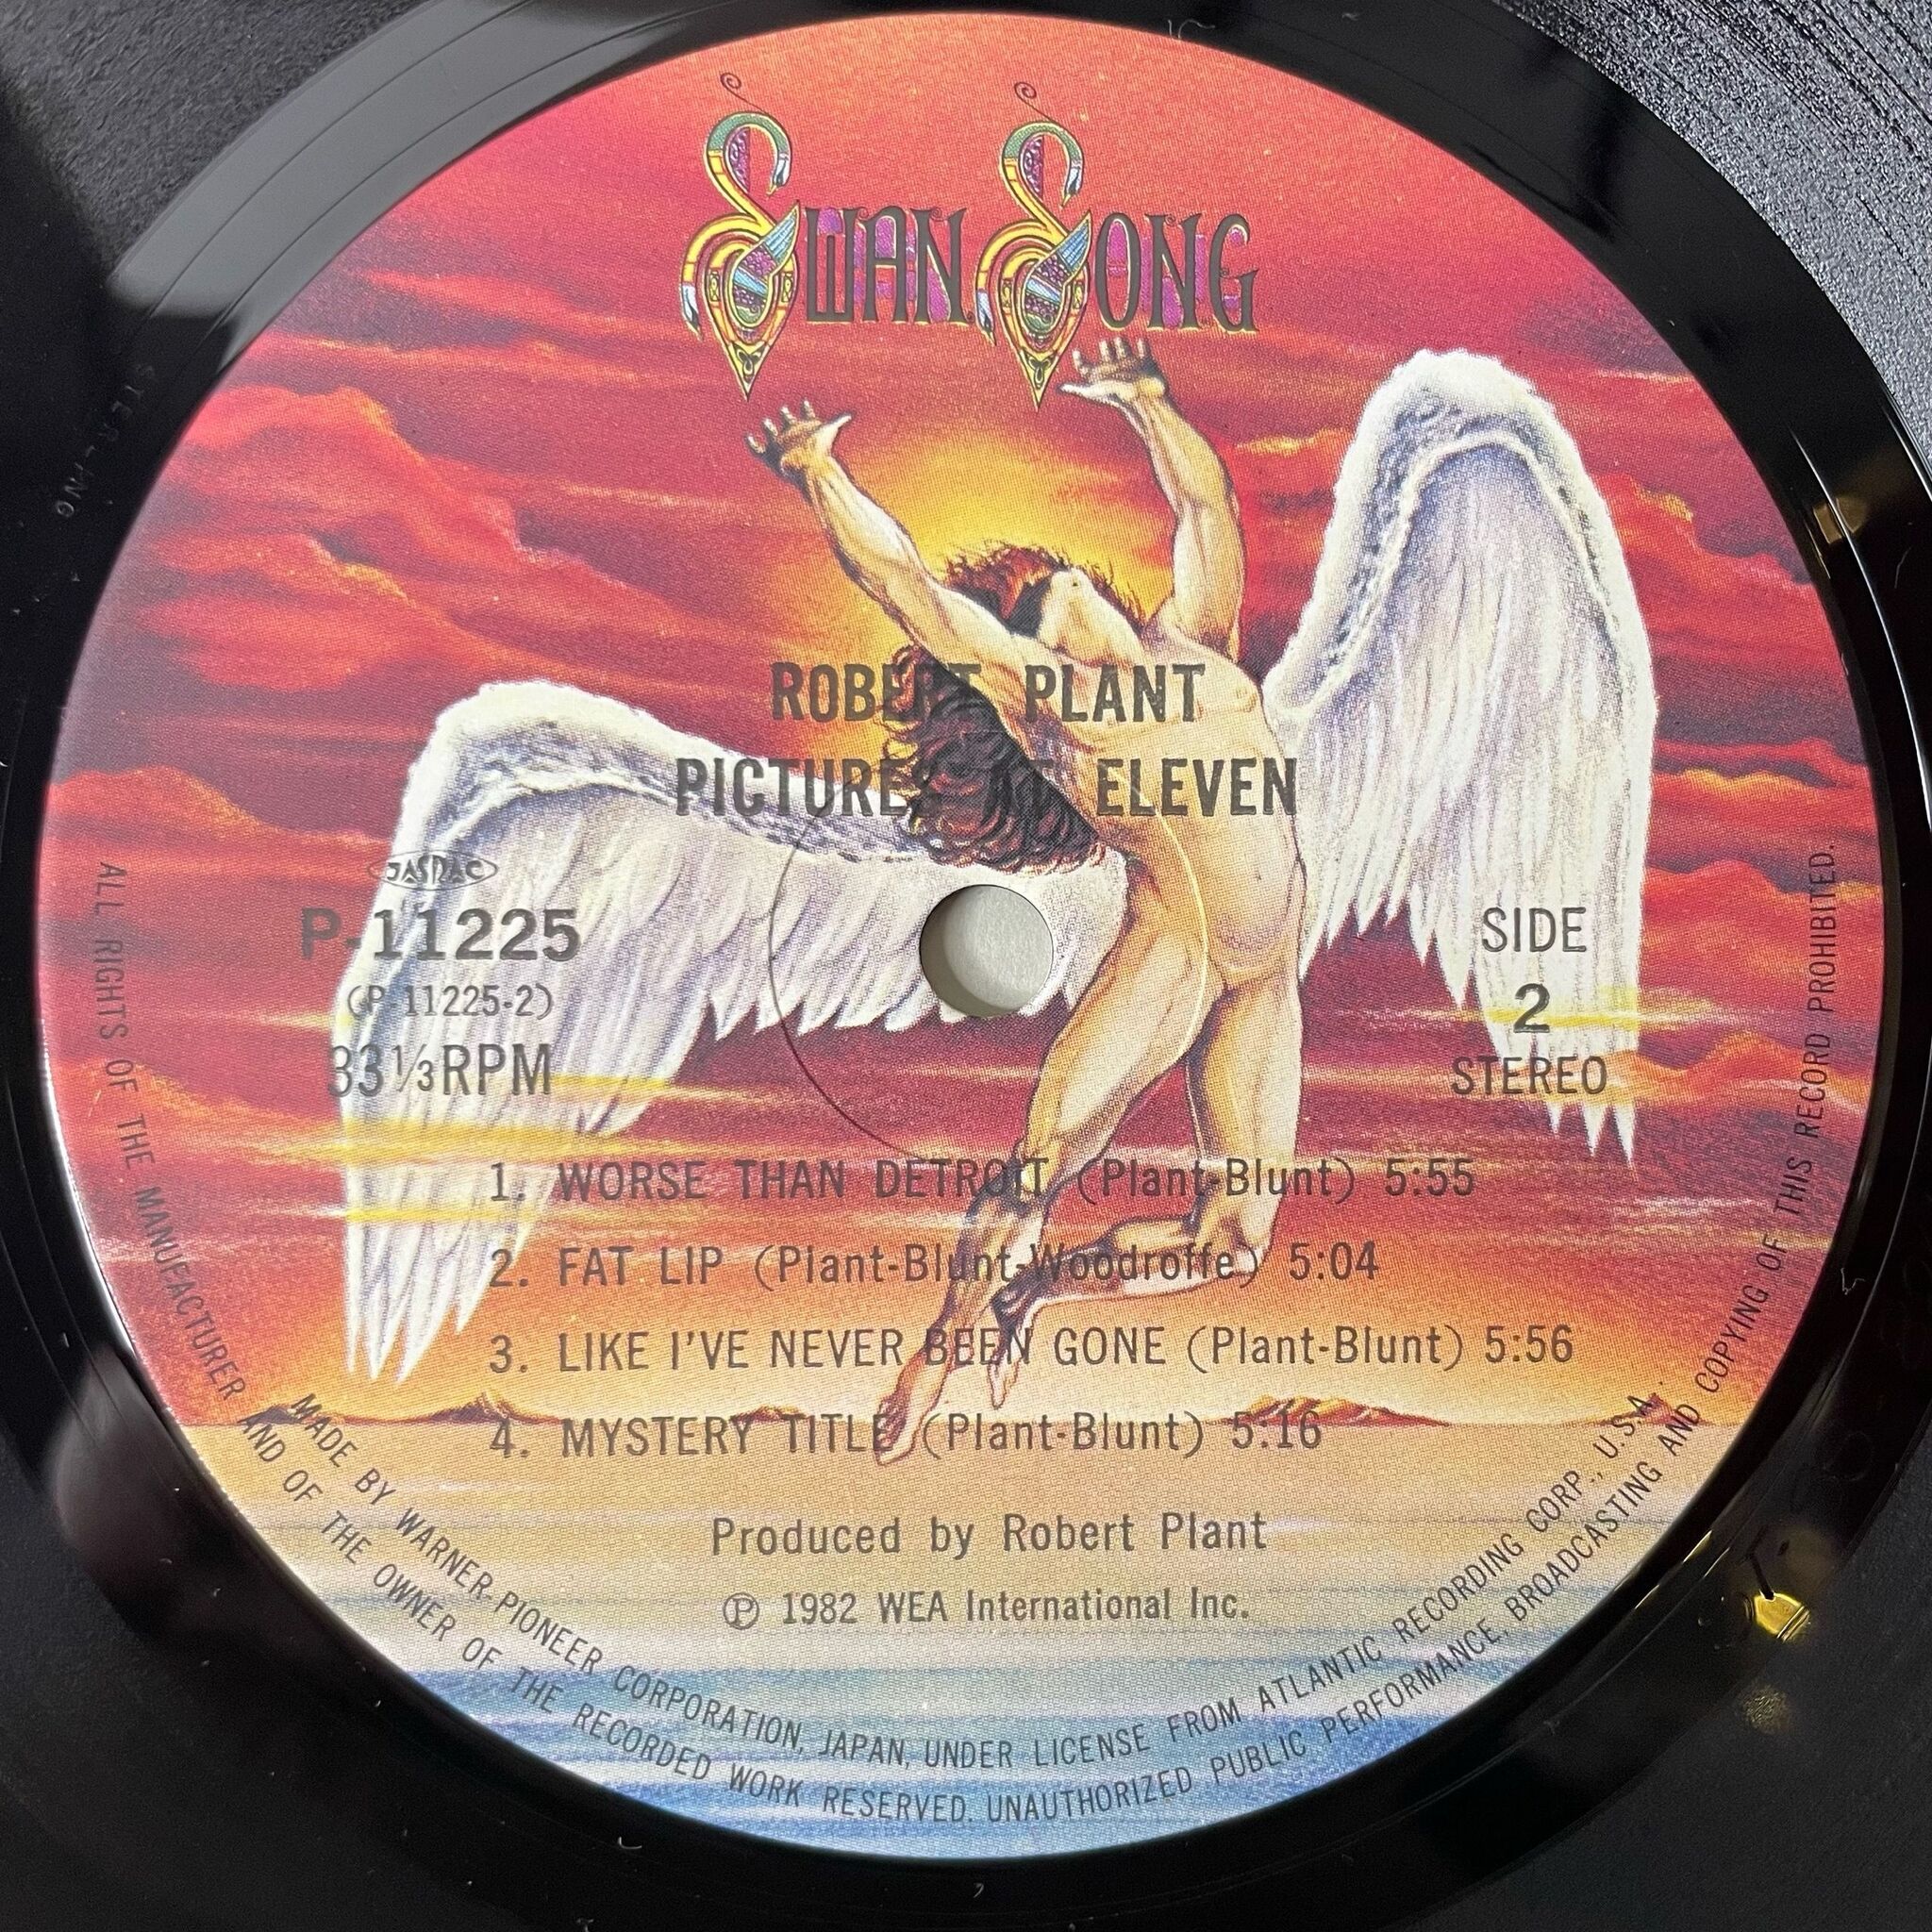 SWAN SONG
ROBERT PLANT
PICTURES AT ELEVEN
JASRAC
P-11225
(P-11225-2)
33⅓RPM
SIDE
2
STEREO
1. WORSE THAN DETROIT (Plant-Blunt) 5:55
2. FAT LIP (Plant-Blunt-Woodroffe) 5:04
3. LIKE I'VE NEVER BEEN GONE (Plant-Blunt) 5:56
4. MYSTERY TITLE (Plant-Blunt) 5:16
Produced by Robert Plant
Ⓟ 1982 WEA International Inc.
MADE BY WARNER-PIONEER CORPORATION, JAPAN, UNDER LICENSE FROM ATLANTIC RECORDING CORP., U.S.A.
ALL RIGHTS OF THE MANUFACTURER AND OF THE OWNER OF THE RECORDED WORK RESERVED. UNAUTHORIZED PUBLIC PERFORMANCE, BROADCASTING AND COPYING OF THIS RECORD PROHIBITED.
STERLING